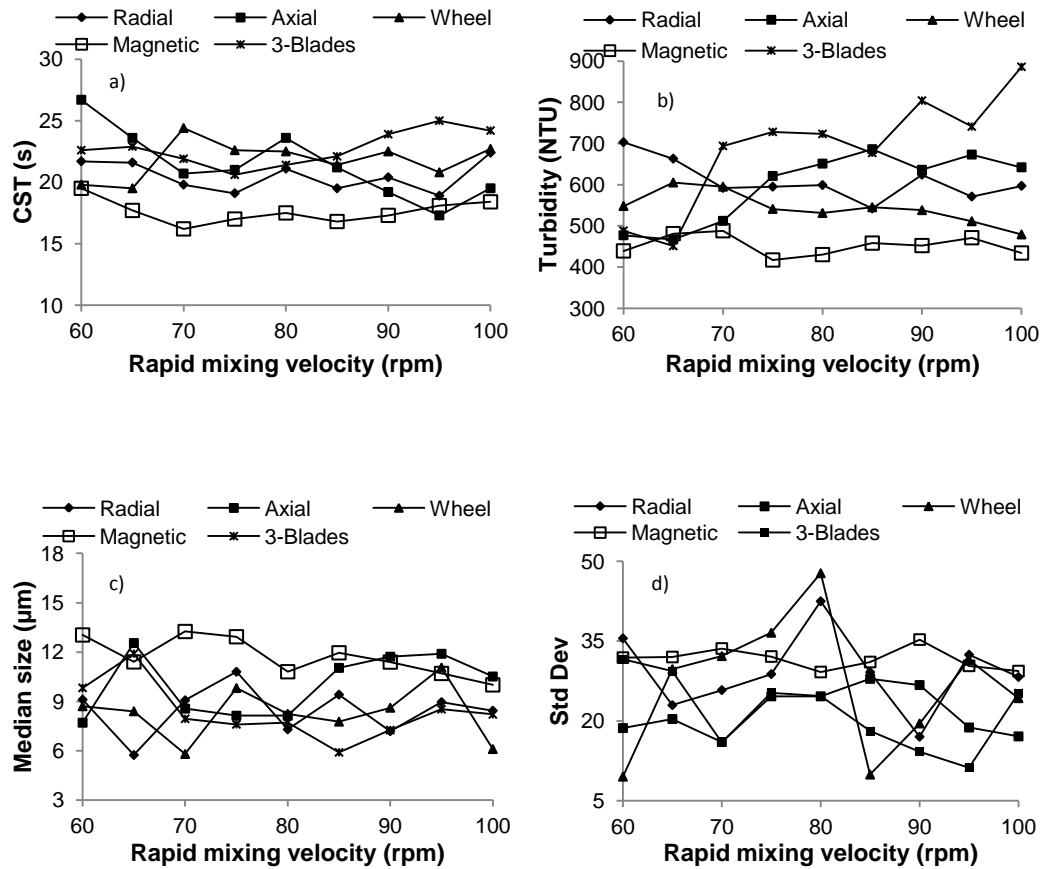 Radial Axial Wheel
Magnetic 3-Blades
a)
30
25
20
15
10
CST (s)
60 70 80 90 100
Rapid mixing velocity (rpm)
Radial Axial Wheel
Magnetic 3-Blades
b)
900
800
700
600
500
400
300
Turbidity (NTU)
60 70 80 90 100
Rapid mixing velocity (rpm)
Radial Axial Wheel
Magnetic 3-Blades
c)
18
15
12
9
6
3
Median size (μm)
60 70 80 90 100
Rapid mixing velocity (rpm)
Radial Axial Wheel
Magnetic 3-Blades
d)
50
35
20
5
Std Dev
60 70 80 90 100
Rapid mixing velocity (rpm)